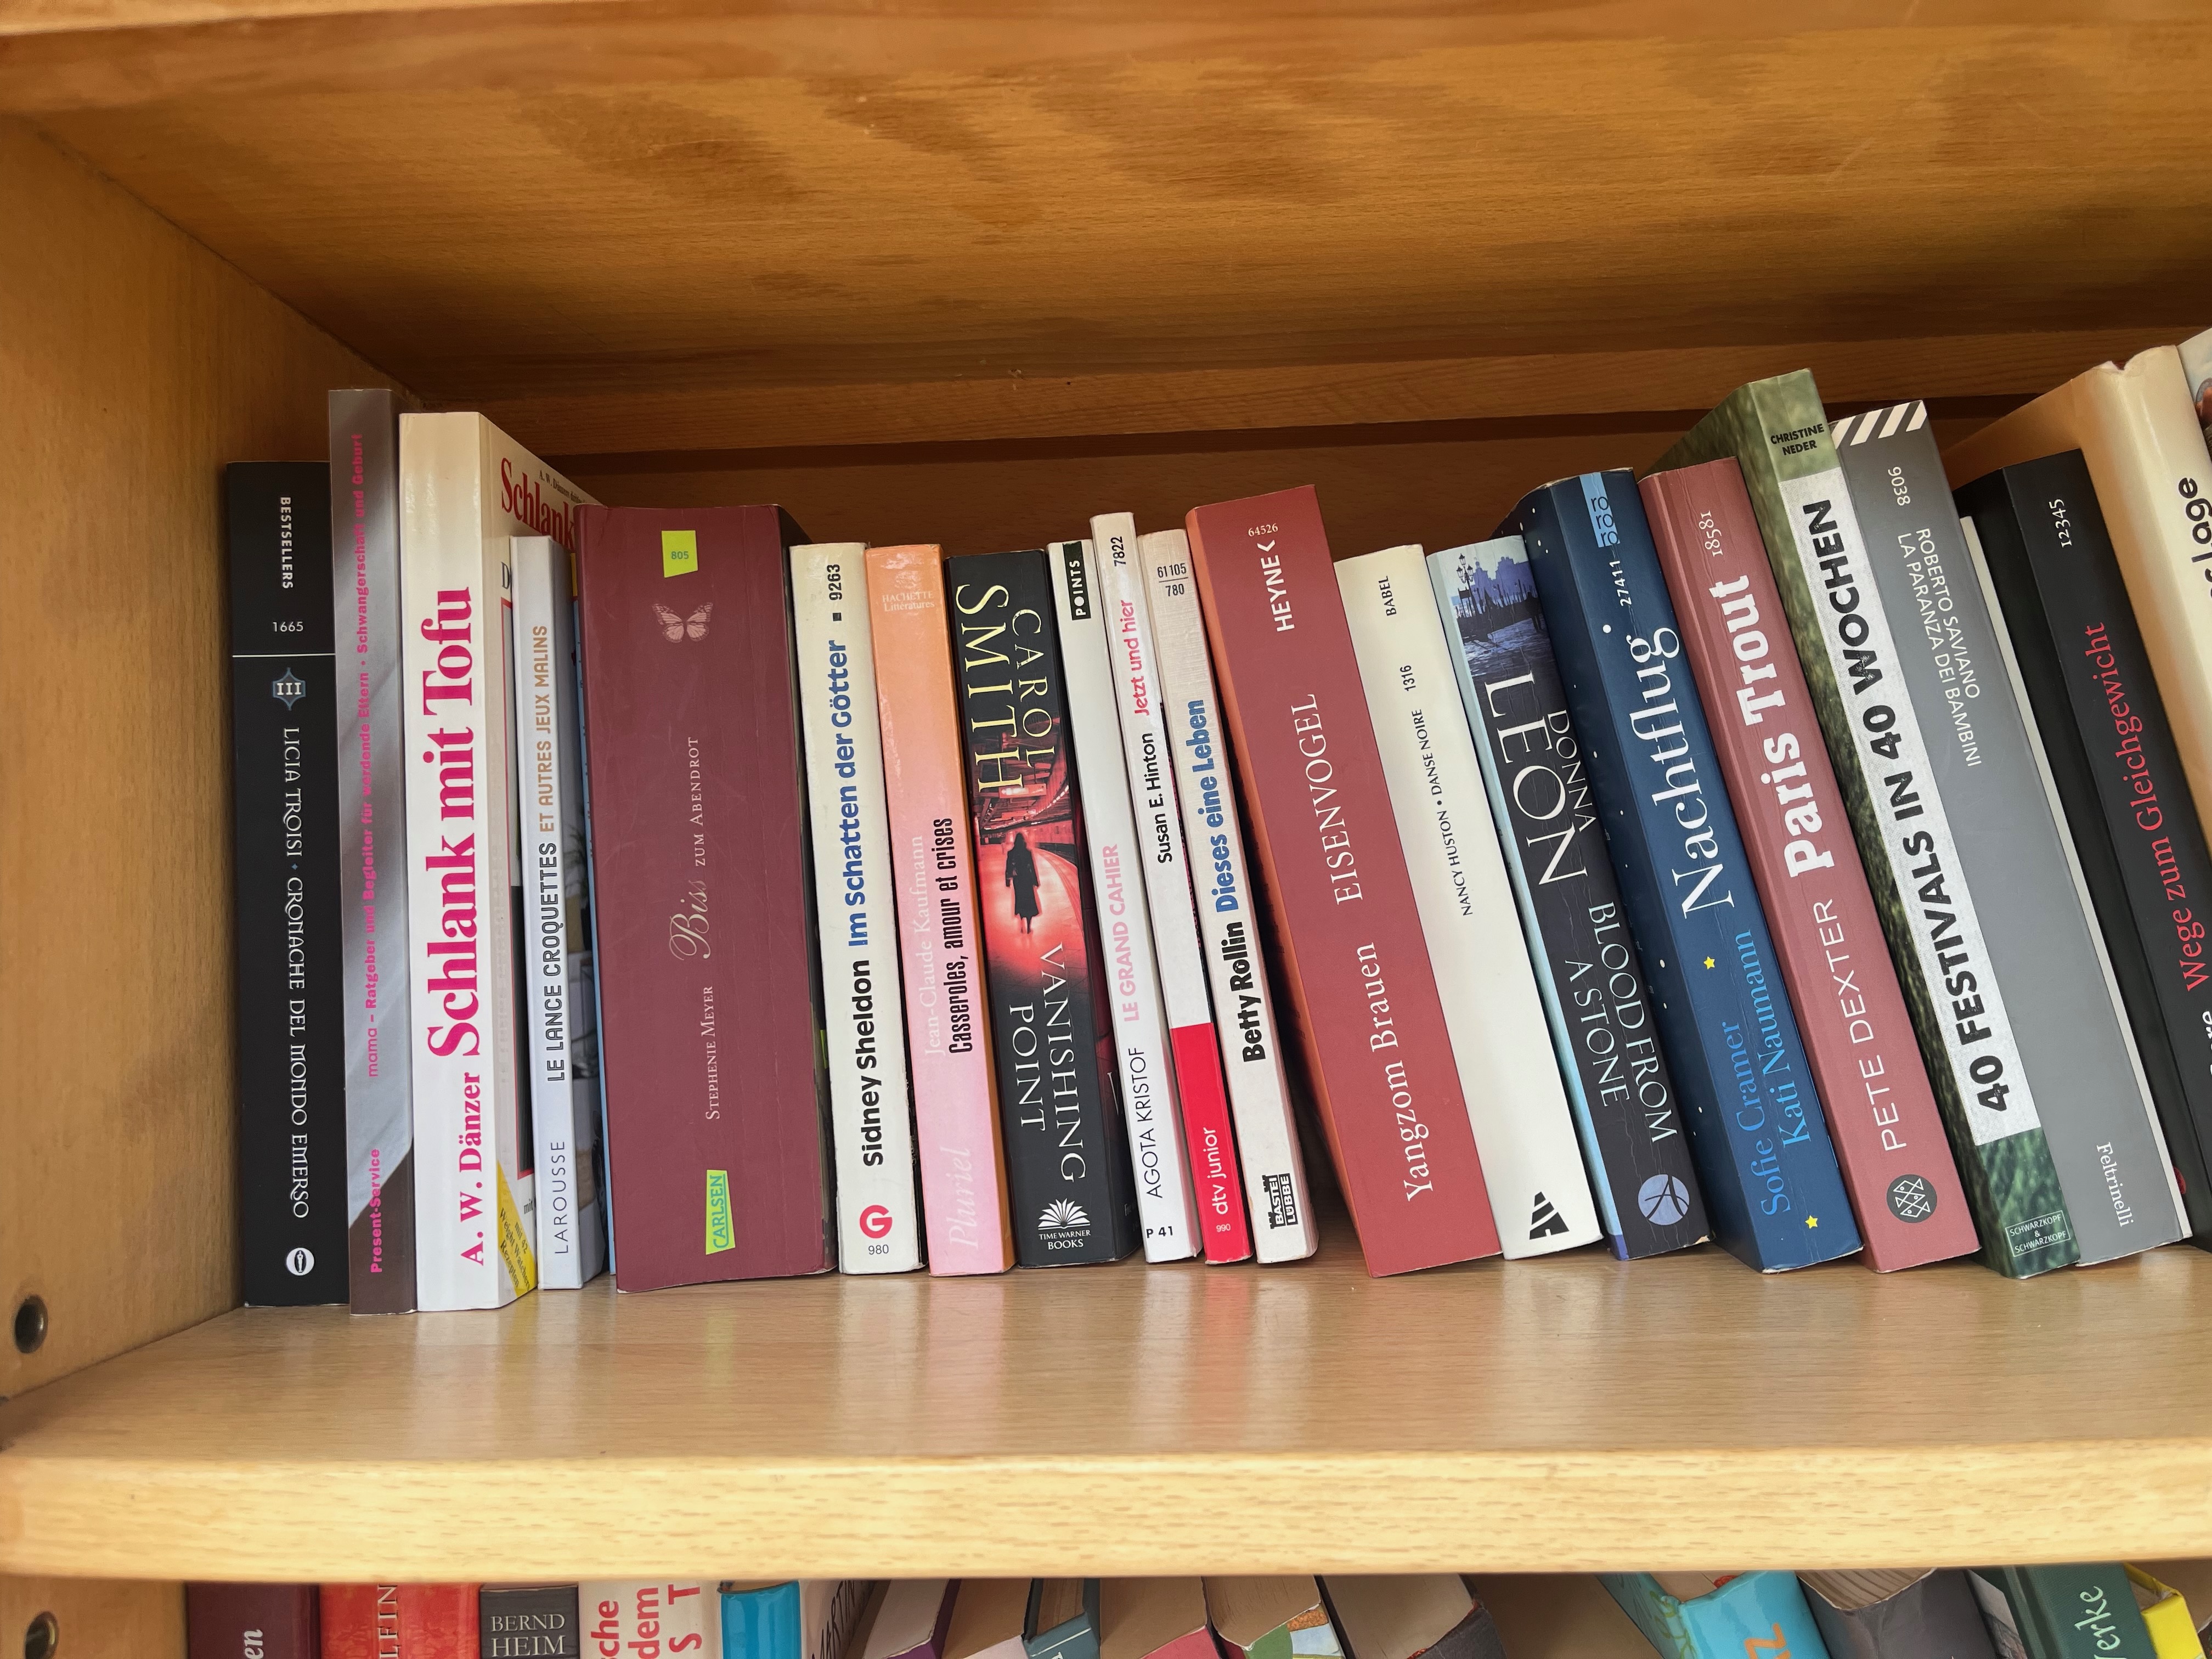 BESTSELLERS
1665
III
LICIA TROISI • CRONACHE DEL MONDO EMERSO
mama – Ratgeber und Begleiter für werdende Eltern • Schwangerschaft und Geburt
Present-Service
A. W. Dänzer Schlank mit Tofu
Schlank
LE LANCE CROQUETTES ET AUTRES JEUX MALINS
LAROUSSE
805
STEPHENIE MEYER Biss ZUM ABENDROT
CARLSEN
Sidney Sheldon Im Schatten der Götter ▪ 9263
G
980
HACHETTE
Littératures
Jean-Claude Kaufmann
Casseroles, amour et crises
Pluriel
CAROL
SMITH
VANISHING
POINT
TIME WARNER
BOOKS
POINTS
AGOTA KRISTOF LE GRAND CAHIER
P 41
7822
Susan E. Hinton Jetzt und hier
dtv junior
990
61105
780
Betty Rollin Dieses eine Leben
BASTEI
LÜBBE
64526
HEYNE <
Yangzom Brauen EISENVOGEL
BABEL
1316
NANCY HUSTON • DANSE NOIRE
DONNA
LEON
BLOOD FROM
A STONE
ro
ro
ro
27411
Nachtflug
Sofie Cramer
Kati Naumann
18581
PETE DEXTER Paris Trout
CHRISTINE
NEDER
40 FESTIVALS IN 40 WOCHEN
SCHWARZKOPF
&
SCHWARZKOPF
8038
ROBERTO SAVIANO
LA PARANZA DEI BAMBINI
Feltrinelli
12345
Wege zum Gleichgewicht
BERND
HEIM